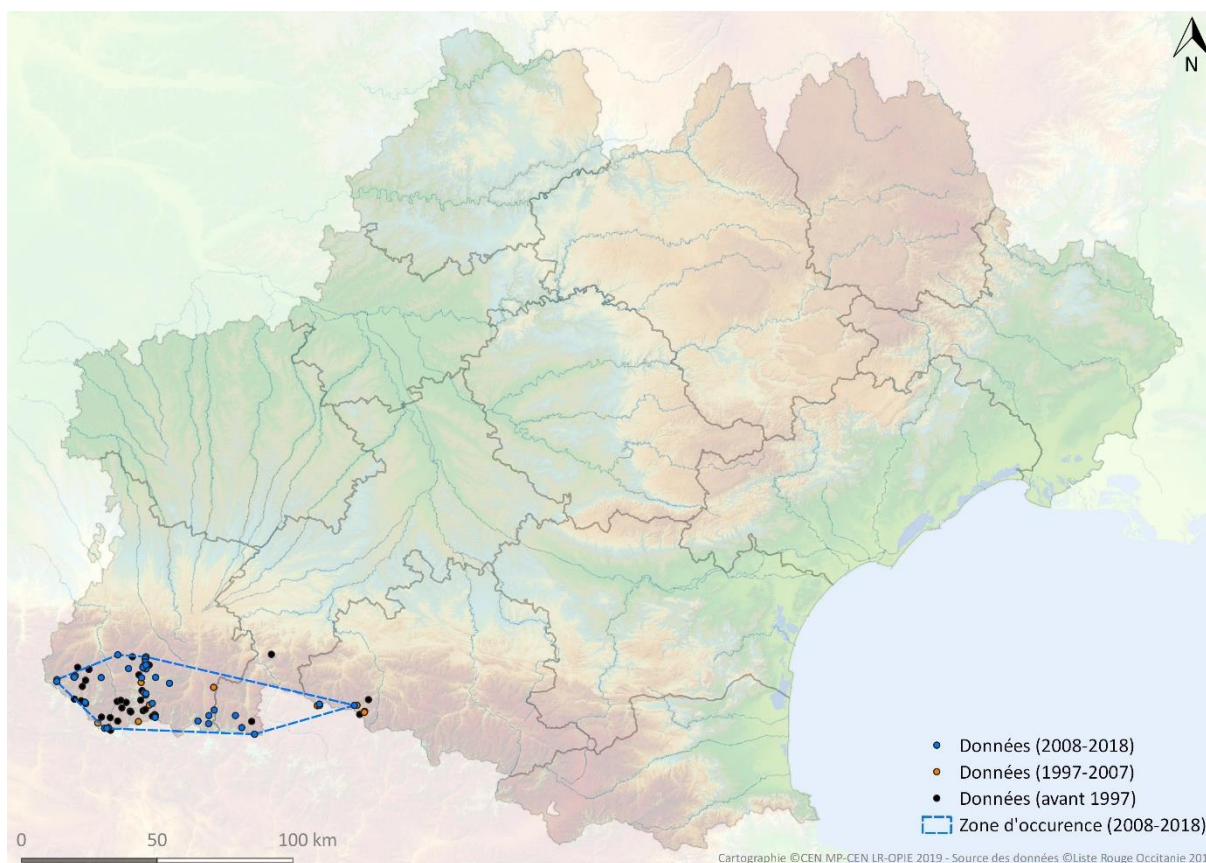 N
Données (2008-2018)
Données (1997-2007)
Données (avant 1997)
Zone d'occurence (2008-2018)
0 50 100 km
Cartographie ©CEN MP-CEN LR-OPIE 2019 - Source des données ©Liste Rouge Occitanie 201